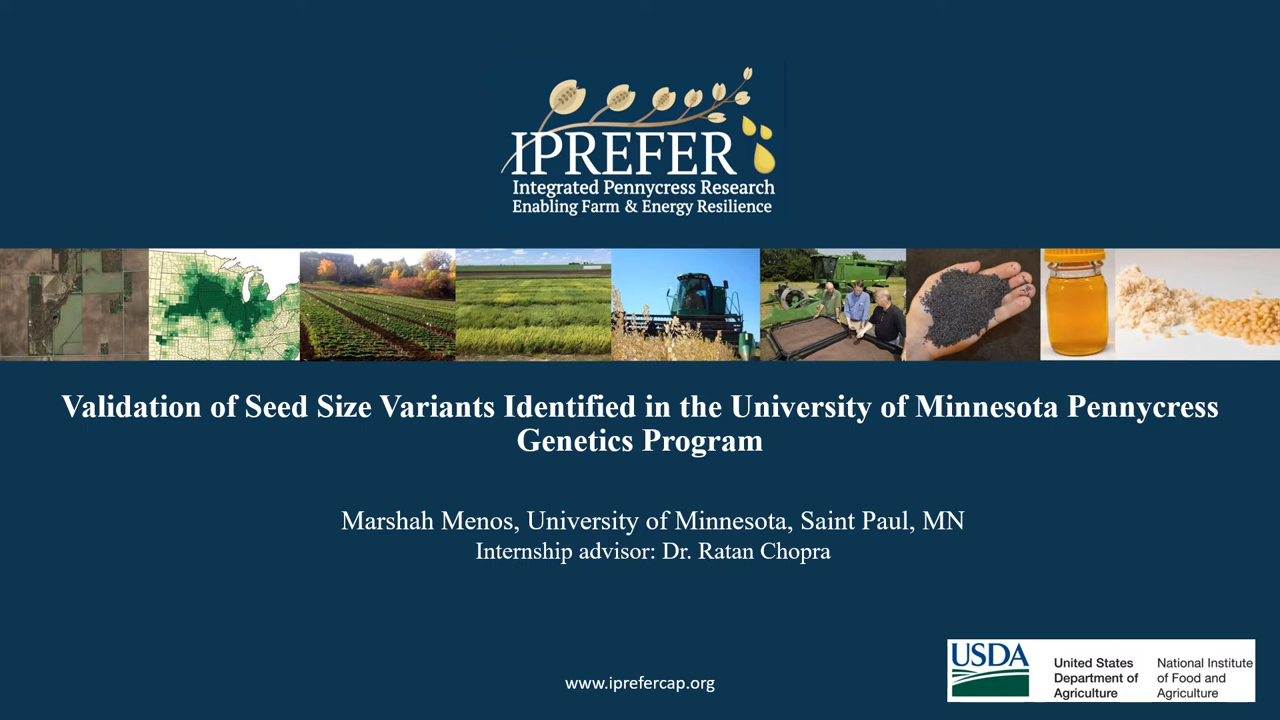 IPREFER
Integrated Pennycress Research
Enabling Farm & Energy Resilience
Validation of Seed Size Variants Identified in the University of Minnesota Pennycress
Genetics Program
Marshah Menos, University of Minnesota, Saint Paul, MN
Internship advisor: Dr. Ratan Chopra
www.iprefercap.org
USDA
United States
Department of
Agriculture
National Institute
of Food and
Agriculture